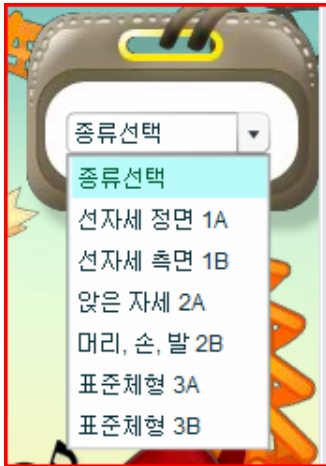 종류선택
종류선택
선자세 정면 1A
선자세 측면 1B
앉은 자세 2A
머리, 손, 발 2B
표준체형 3A
표준체형 3B